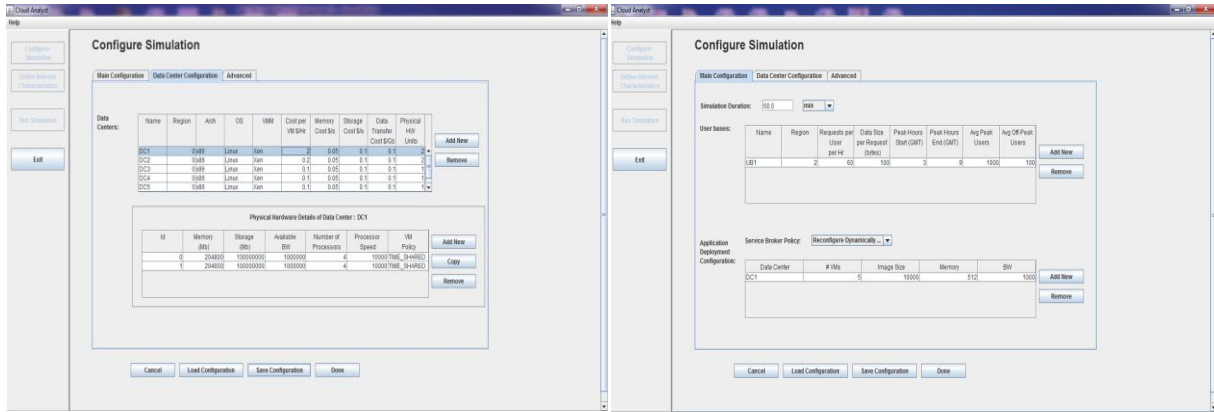 Cloud Analyst
Help
Configure Simulation
Define Internet Characteristics
Run Simulation
Exit
Configure Simulation
Main Configuration Data Center Configuration Advanced
Data Centers:
Name Region Arch OS VMM Cost per VM $/Hr Memory Cost $/s Storage Cost $/s Data Transfer Cost $/Gb Physical HW Units
DC1 0 x86 Linux Xen 2 0.05 0.1 0.1 2
DC2 0 x86 Linux Xen 0.2 0.05 0.1 0.1 2
DC3 0 x86 Linux Xen 0.1 0.05 0.1 0.1 1
DC4 0 x86 Linux Xen 0.1 0.05 0.1 0.1 1
DC5 0 x86 Linux Xen 0.1 0.05 0.1 0.1 1
Add New
Remove
Physical Hardware Details of Data Center : DC1
Id Memory (Mb) Storage (Mb) Available BW Number of Processors Processor Speed VM Policy
0 204800 100000000 1000000 4 10000 TIME_SHARED
1 204800 100000000 1000000 4 10000 TIME_SHARED
Add New
Copy
Remove
Cancel Load Configuration Save Configuration Done
Cloud Analyst
Help
Configure Simulation
Define Internet Characteristics
Run Simulation
Exit
Configure Simulation
Main Configuration Data Center Configuration Advanced
Simulation Duration: 60.0 min
User bases:
Name Region Requests per User per Hr Data Size per Request (bytes) Peak Hours Start (GMT) Peak Hours End (GMT) Avg Peak Users Avg Off-Peak Users
UB1 2 60 100 3 9 1000 100
Add New
Remove
Application Deployment Configuration:
Service Broker Policy: Reconfigure Dynamically ...
Data Center # VMs Image Size Memory BW
DC1 5 10000 512 1000
Add New
Remove
Cancel Load Configuration Save Configuration Done